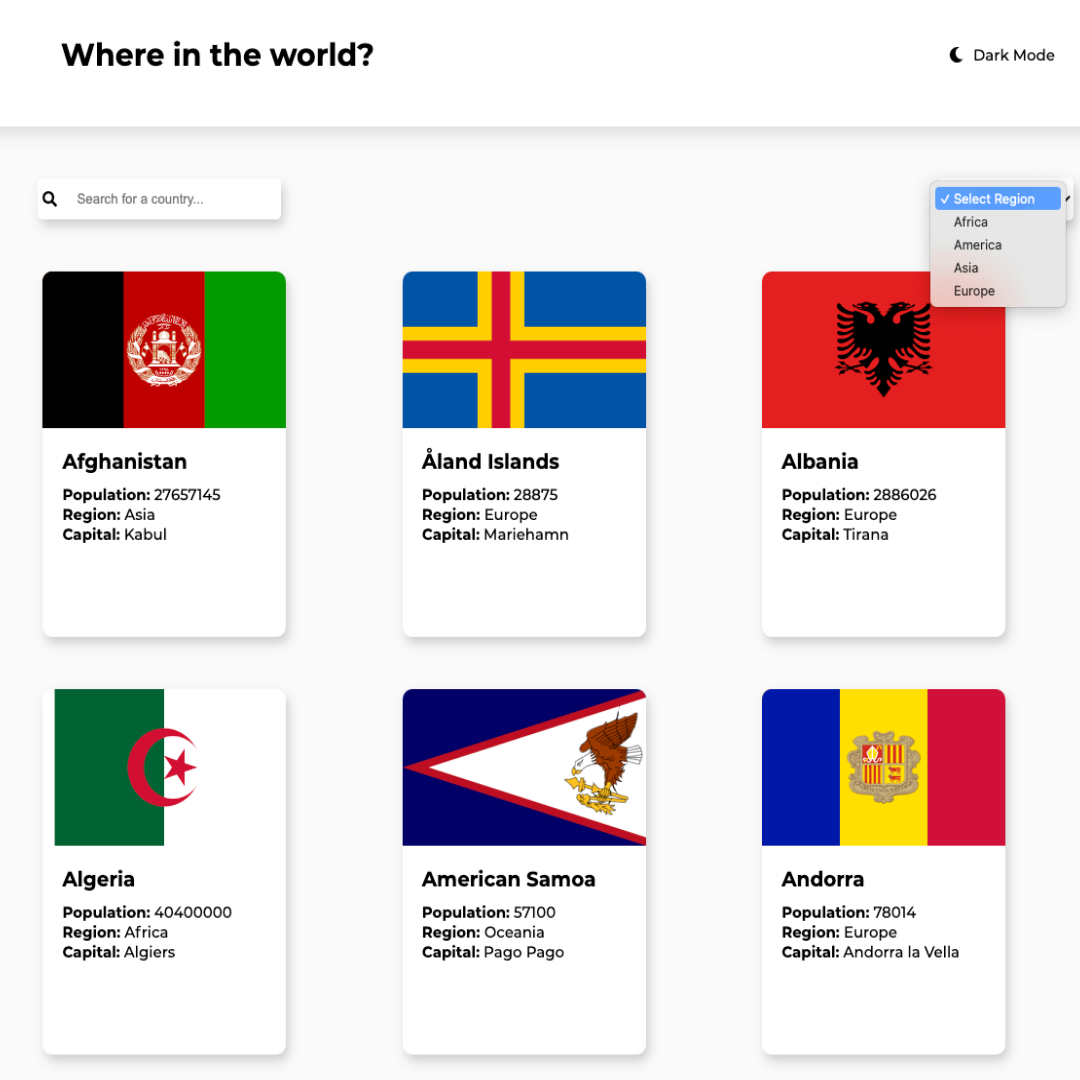 Where in the world?
Dark Mode
Search for a country...
✓ Select Region
Africa
America
Asia
Europe
Afghanistan
Population: 27657145
Region: Asia
Capital: Kabul
Åland Islands
Population: 28875
Region: Europe
Capital: Mariehamn
Albania
Population: 2886026
Region: Europe
Capital: Tirana
Algeria
Population: 40400000
Region: Africa
Capital: Algiers
American Samoa
Population: 57100
Region: Oceania
Capital: Pago Pago
Andorra
Population: 78014
Region: Europe
Capital: Andorra la Vella